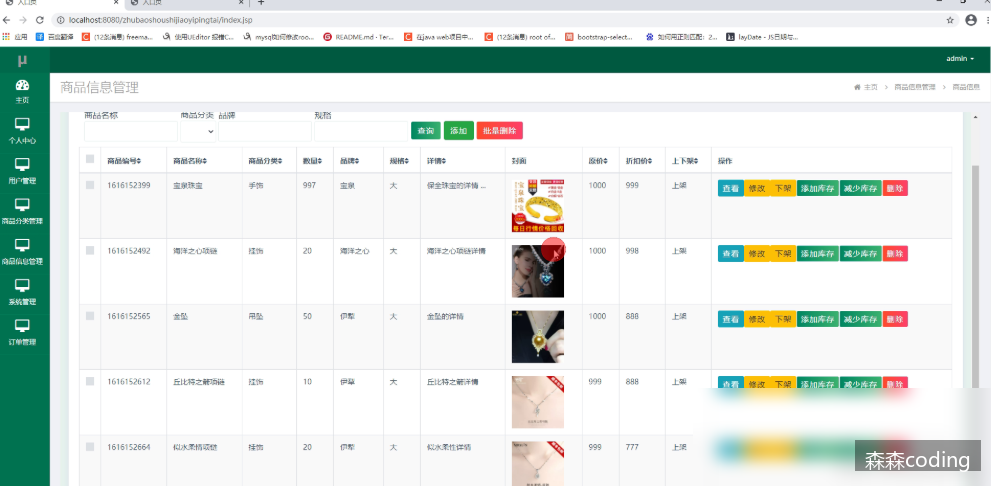 入口页 入口页
localhost:8080/zhubaoshoushijiaoyipingtai/index.jsp
应用 百度翻译 (12条消息) freema... 使用UEditor 报错C... mysql如何修改roo... README.md · Ter... 在java web项目中... (12条消息) root of... bootstrap-select... 如何用正则匹配: 2... layDate - JS日期与...
μ admin
主页
商品信息管理 主页 > 商品信息管理 > 商品信息
个人中心
用户管理
商品分类管理
商品信息管理
系统管理
订单管理
商品名称 商品分类 品牌 规格
查询 添加 批量删除
商品编号 商品名称 商品分类 数量 品牌 规格 详情 封面 原价 折扣价 上下架 操作
1616152399 宝泉珠宝 手饰 997 宝泉 大 保全珠宝的详情 ... 1000 999 上架 查看 修改 下架 添加库存 减少库存 删除
1616152492 海洋之心项链 挂饰 20 海洋之心 大 海洋之心项链详情 1000 998 上架 查看 修改 下架 添加库存 减少库存 删除
1616152565 金坠 吊坠 50 伊犁 大 金坠的详情 1000 888 上架 查看 修改 下架 添加库存 减少库存 删除
1616152612 丘比特之箭项链 挂饰 10 伊草 大 丘比特之箭详情 999 888 上架 查看 修改 下架 添加库存 减少库存 删除
1616152664 似水柔情项链 挂饰 20 伊犁 大 似水柔性详情 999 777 上架
森森coding